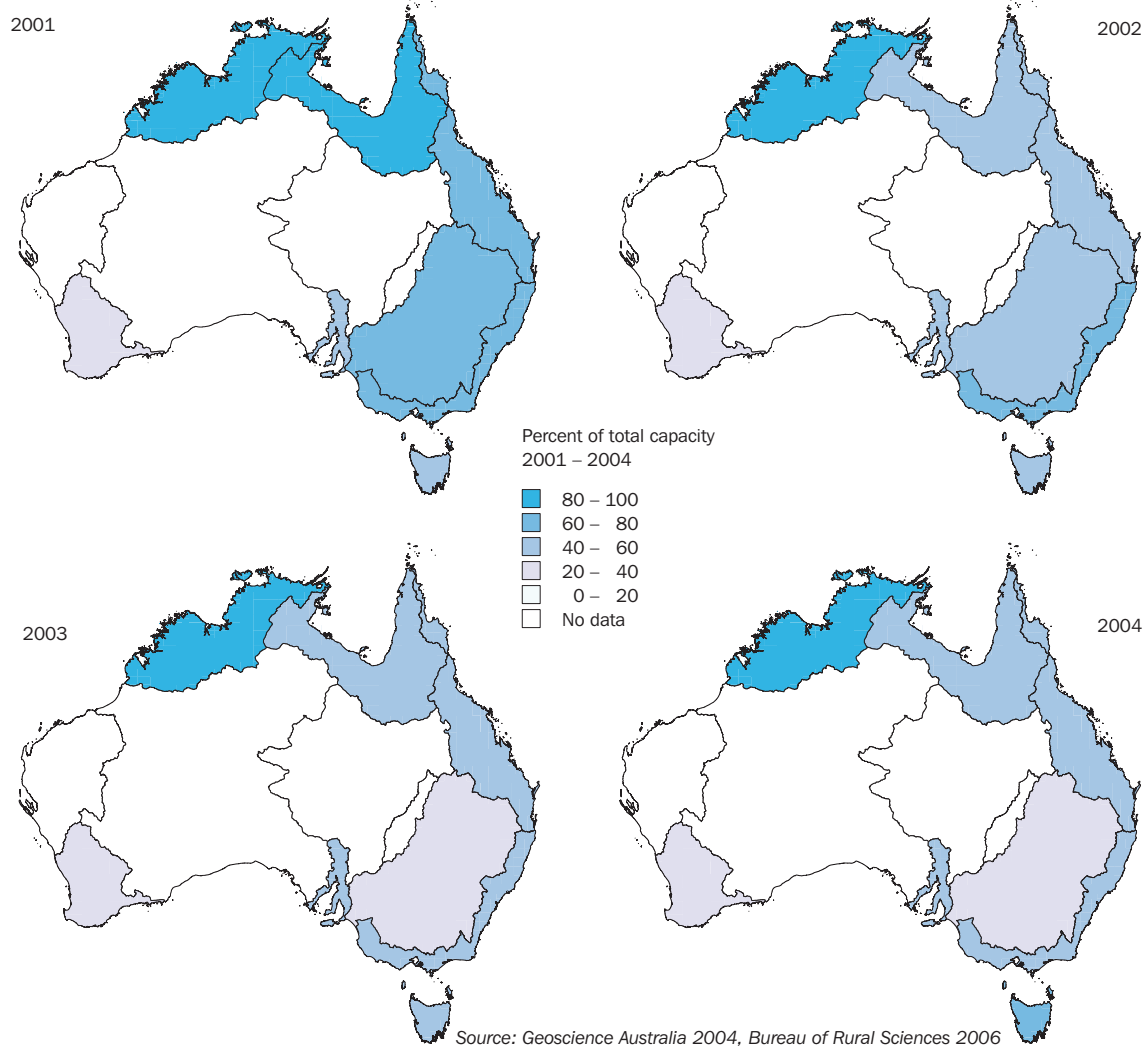 2001
2002
Percent of total capacity
2001 – 2004
80 – 100
60 – 80
40 – 60
20 – 40
0 – 20
No data
2003
2004
Source: Geoscience Australia 2004, Bureau of Rural Sciences 2006